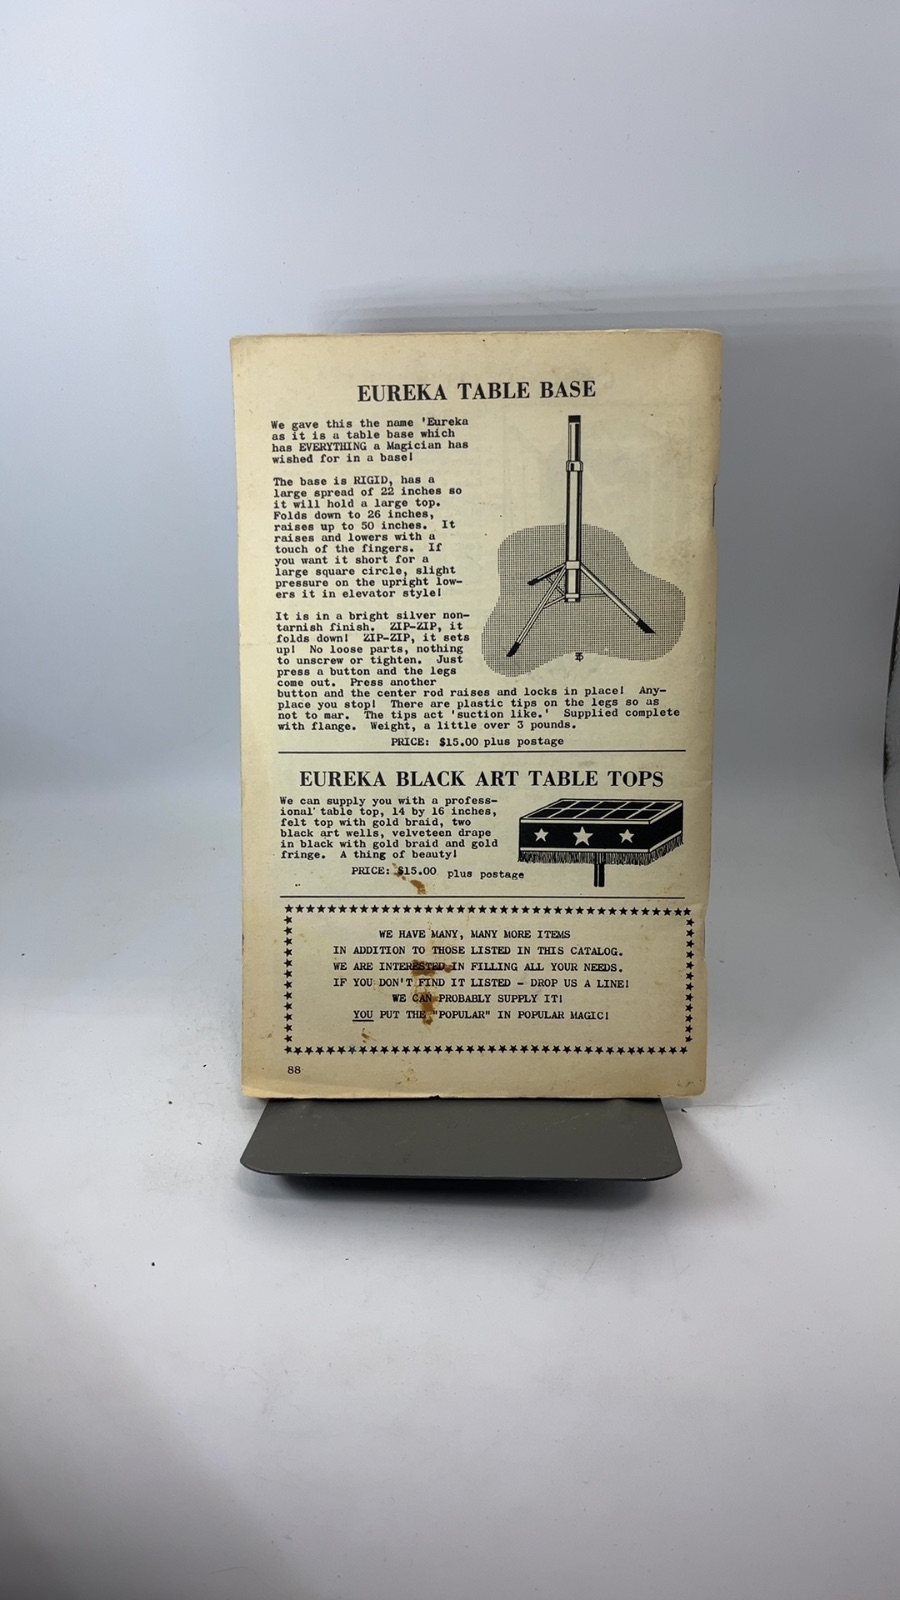 EUREKA TABLE BASE
We gave this the name 'Eureka
as it is a table base which
has EVERYTHING a Magician has
wished for in a base!
The base is RIGID, has a
large spread of 22 inches so
it will hold a large top.
Folds down to 26 inches,
raises up to 50 inches. It
raises and lowers with a
touch of the fingers. If
you want it short for a
large square circle, slight
pressure on the upright low-
ers it in elevator style!
It is in a bright silver non-
tarnish finish. ZIP-ZIP, it
folds down! ZIP-ZIP, it sets
up! No loose parts, nothing
to unscrew or tighten. Just
press a button and the legs
come out. Press another
button and the center rod raises and locks in place! Any-
place you stop! There are plastic tips on the legs so as
not to mar. The tips act 'suction like.' Supplied complete
with flange. Weight, a little over 3 pounds.
PRICE: $15.00 plus postage
EUREKA BLACK ART TABLE TOPS
We can supply you with a profess-
ional table top, 14 by 16 inches,
felt top with gold braid, two
black art wells, velveteen drape
in black with gold braid and gold
fringe. A thing of beauty!
PRICE: $15.00 plus postage
WE HAVE MANY, MANY MORE ITEMS
IN ADDITION TO THOSE LISTED IN THIS CATALOG.
WE ARE INTERESTED IN FILLING ALL YOUR NEEDS.
IF YOU DON'T FIND IT LISTED - DROP US A LINE!
WE CAN PROBABLY SUPPLY IT!
YOU PUT THE "POPULAR" IN POPULAR MAGIC!
88